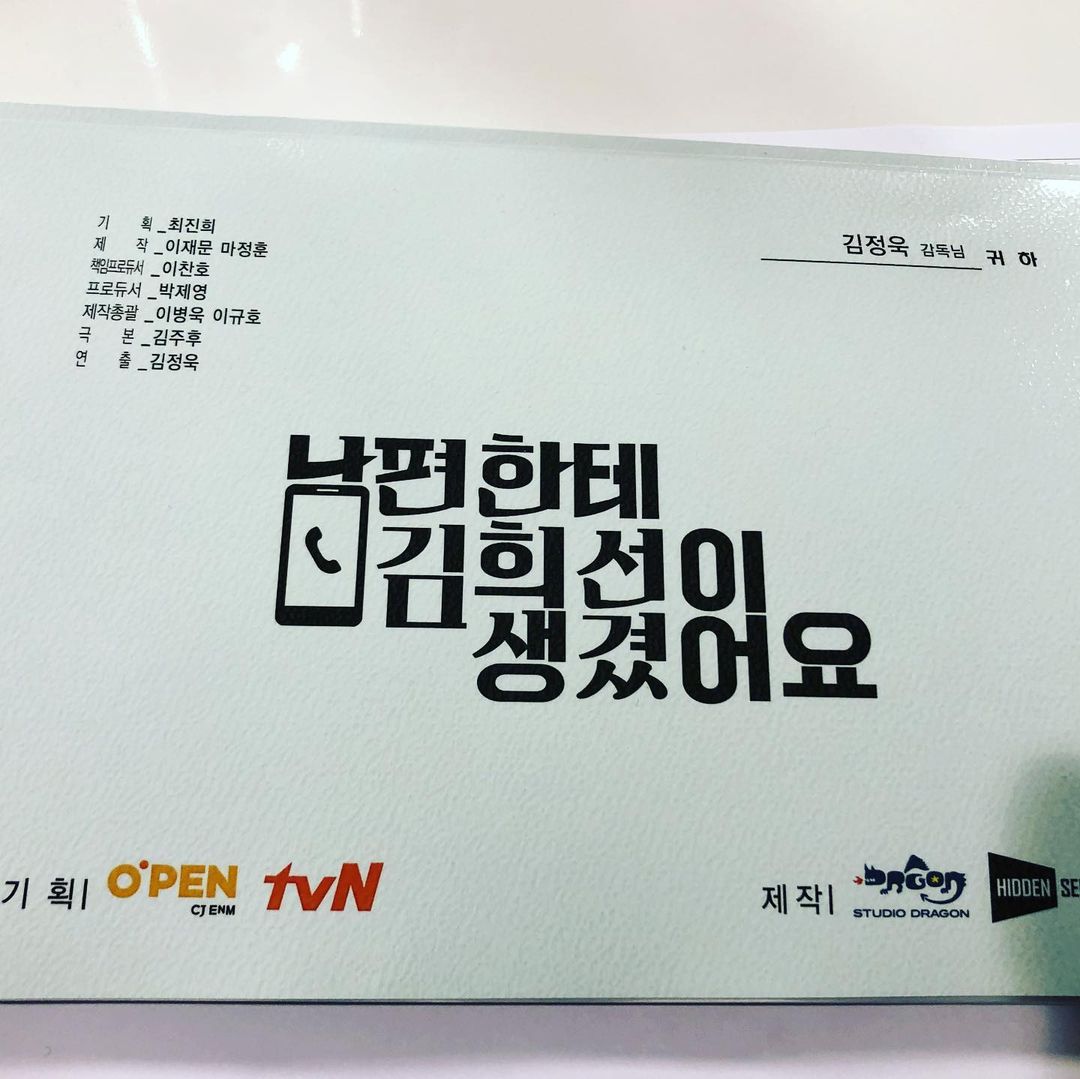 기 획_최진희
제 작_이재문 마정훈
책임프로듀서_이찬호
프로듀서_박제영
제작총괄_이병욱 이규호
극 본_김주후
연 출_김정욱
김정욱 감독님 귀하
남편한테
김희선이
생겼어요
기 획| O'PEN CJ ENM tvN
제 작| DRAGON STUDIO DRAGON HIDDEN